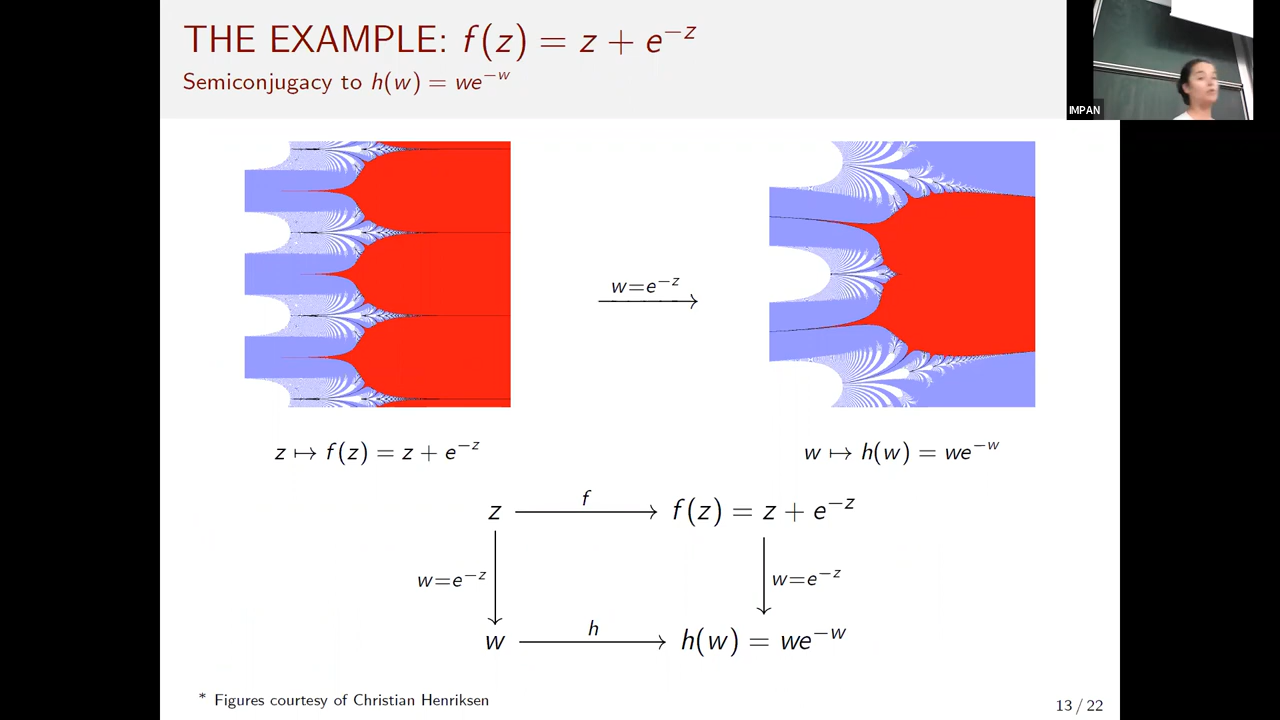 THE EXAMPLE: f(z) = z + e^{−z}
Semiconjugacy to h(w) = we^{−w}
IMPAN
w=e^{−z}
z ↦ f(z) = z + e^{−z}
w ↦ h(w) = we^{−w}
f
z
f(z) = z + e^{−z}
w=e^{−z}
w=e^{−z}
h
w
h(w) = we^{−w}
* Figures courtesy of Christian Henriksen
13 / 22